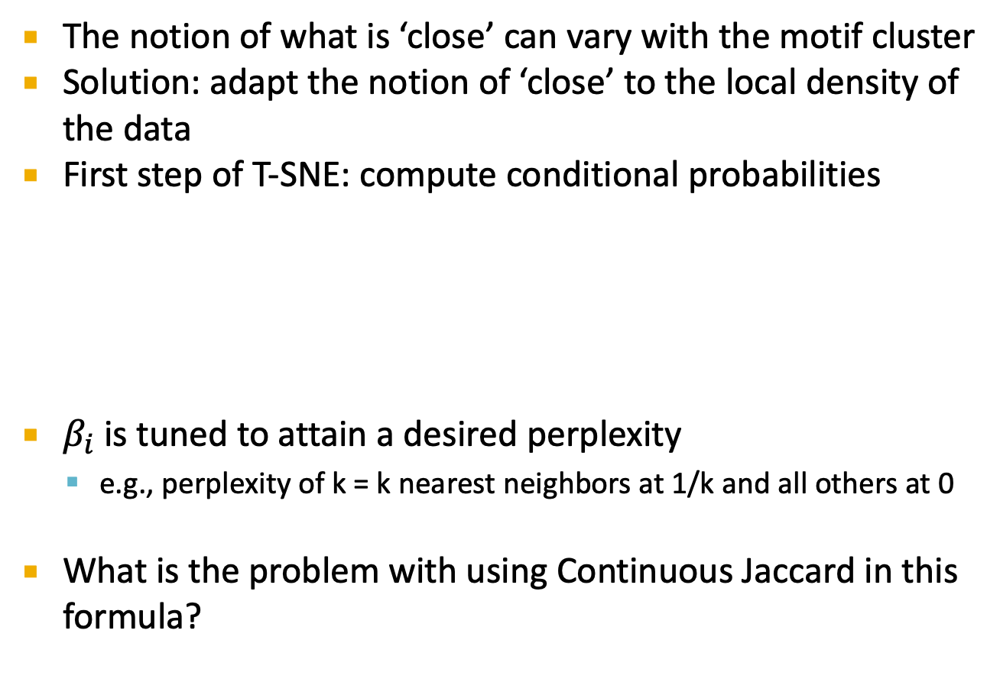 The notion of what is ‘close’ can vary with the motif cluster
Solution: adapt the notion of ‘close’ to the local density of
the data
First step of T-SNE: compute conditional probabilities
βᵢ is tuned to attain a desired perplexity
e.g., perplexity of k = k nearest neighbors at 1/k and all others at 0
What is the problem with using Continuous Jaccard in this
formula?